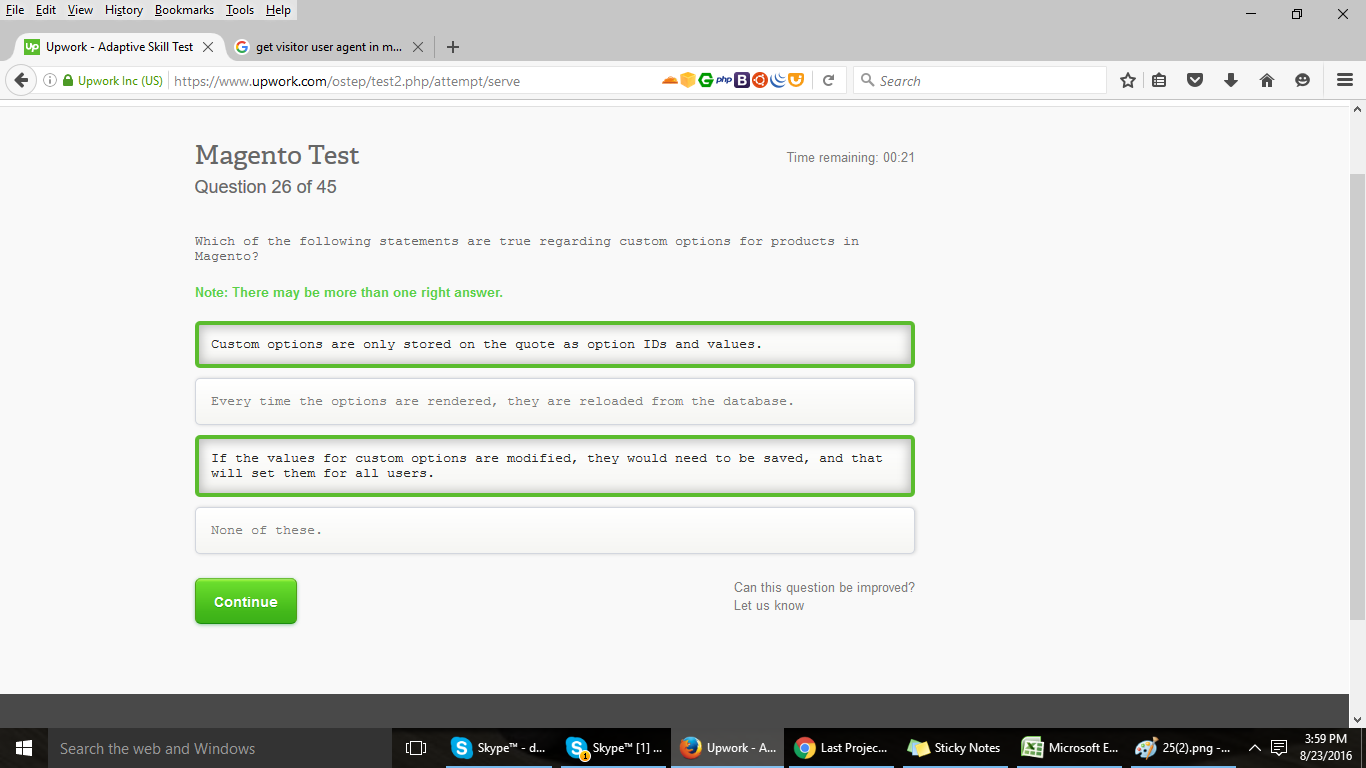 File Edit View History Bookmarks Tools Help
Up Upwork - Adaptive Skill Test
get visitor user agent in m...
Upwork Inc (US) https://www.upwork.com/ostep/test2.php/attempt/serve
php B
Search
Magento Test
Time remaining: 00:21
Question 26 of 45
Which of the following statements are true regarding custom options for products in
Magento?
Note: There may be more than one right answer.
Custom options are only stored on the quote as option IDs and values.
Every time the options are rendered, they are reloaded from the database.
If the values for custom options are modified, they would need to be saved, and that
will set them for all users.
None of these.
Continue
Can this question be improved?
Let us know
Search the web and Windows
Skype™ - d...
Skype™ [1] ...
Upwork - A...
Last Projec...
Sticky Notes
Microsoft E...
25(2).png -...
3:59 PM
8/23/2016